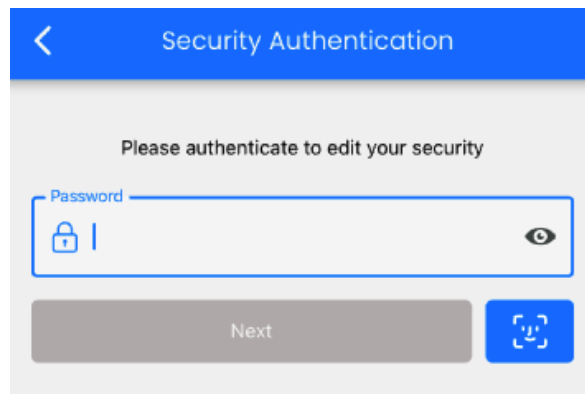 Security Authentication
Please authenticate to edit your security
Password
Next